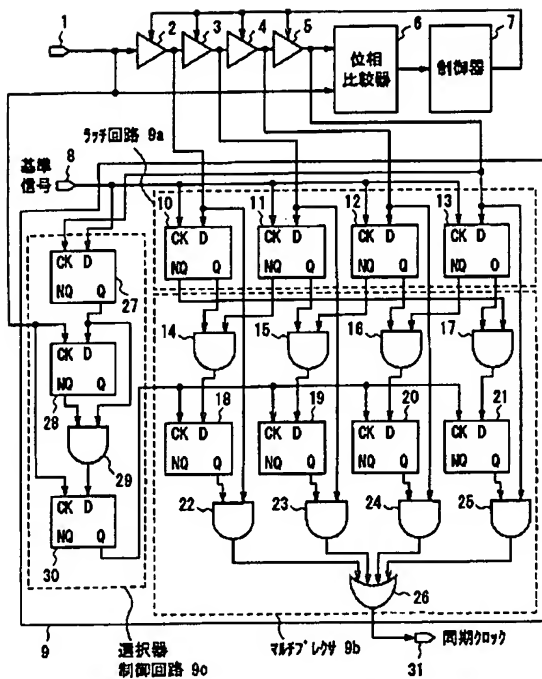 1
2
3
4
5
6
7
位相
比較器
制御器
ラッチ回路 9a
基準
信号
8
10
11
12
13
CK D
NQ Q
CK D
NQ Q
CK D
NQ Q
CK D
NQ Q
CK D
NQ Q
27
14
15
16
17
CK D
NQ Q
28
29
18
19
20
21
CK D
NQ Q
CK D
NQ Q
CK D
NQ Q
CK D
NQ Q
CK D
NQ Q
30
22
23
24
25
26
9
選択器
制御回路 9c
マルチプレクサ 9b
同期クロック
31